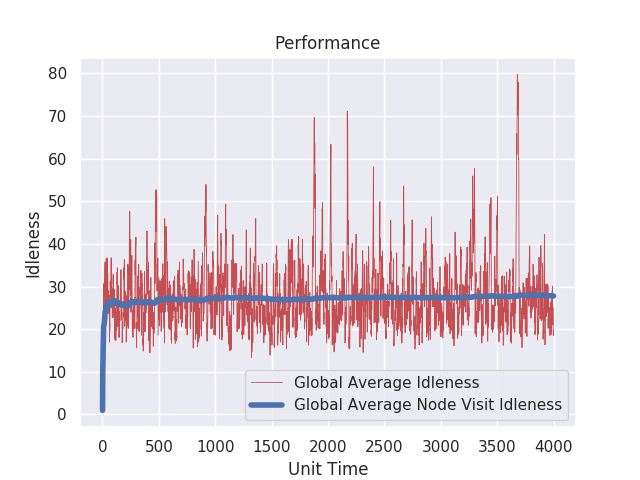 Performance
80
70
60
50
40
30
20
10
0
Idleness
0 500 1000 1500 2000 2500 3000 3500 4000
Unit Time
Global Average Idleness
Global Average Node Visit Idleness